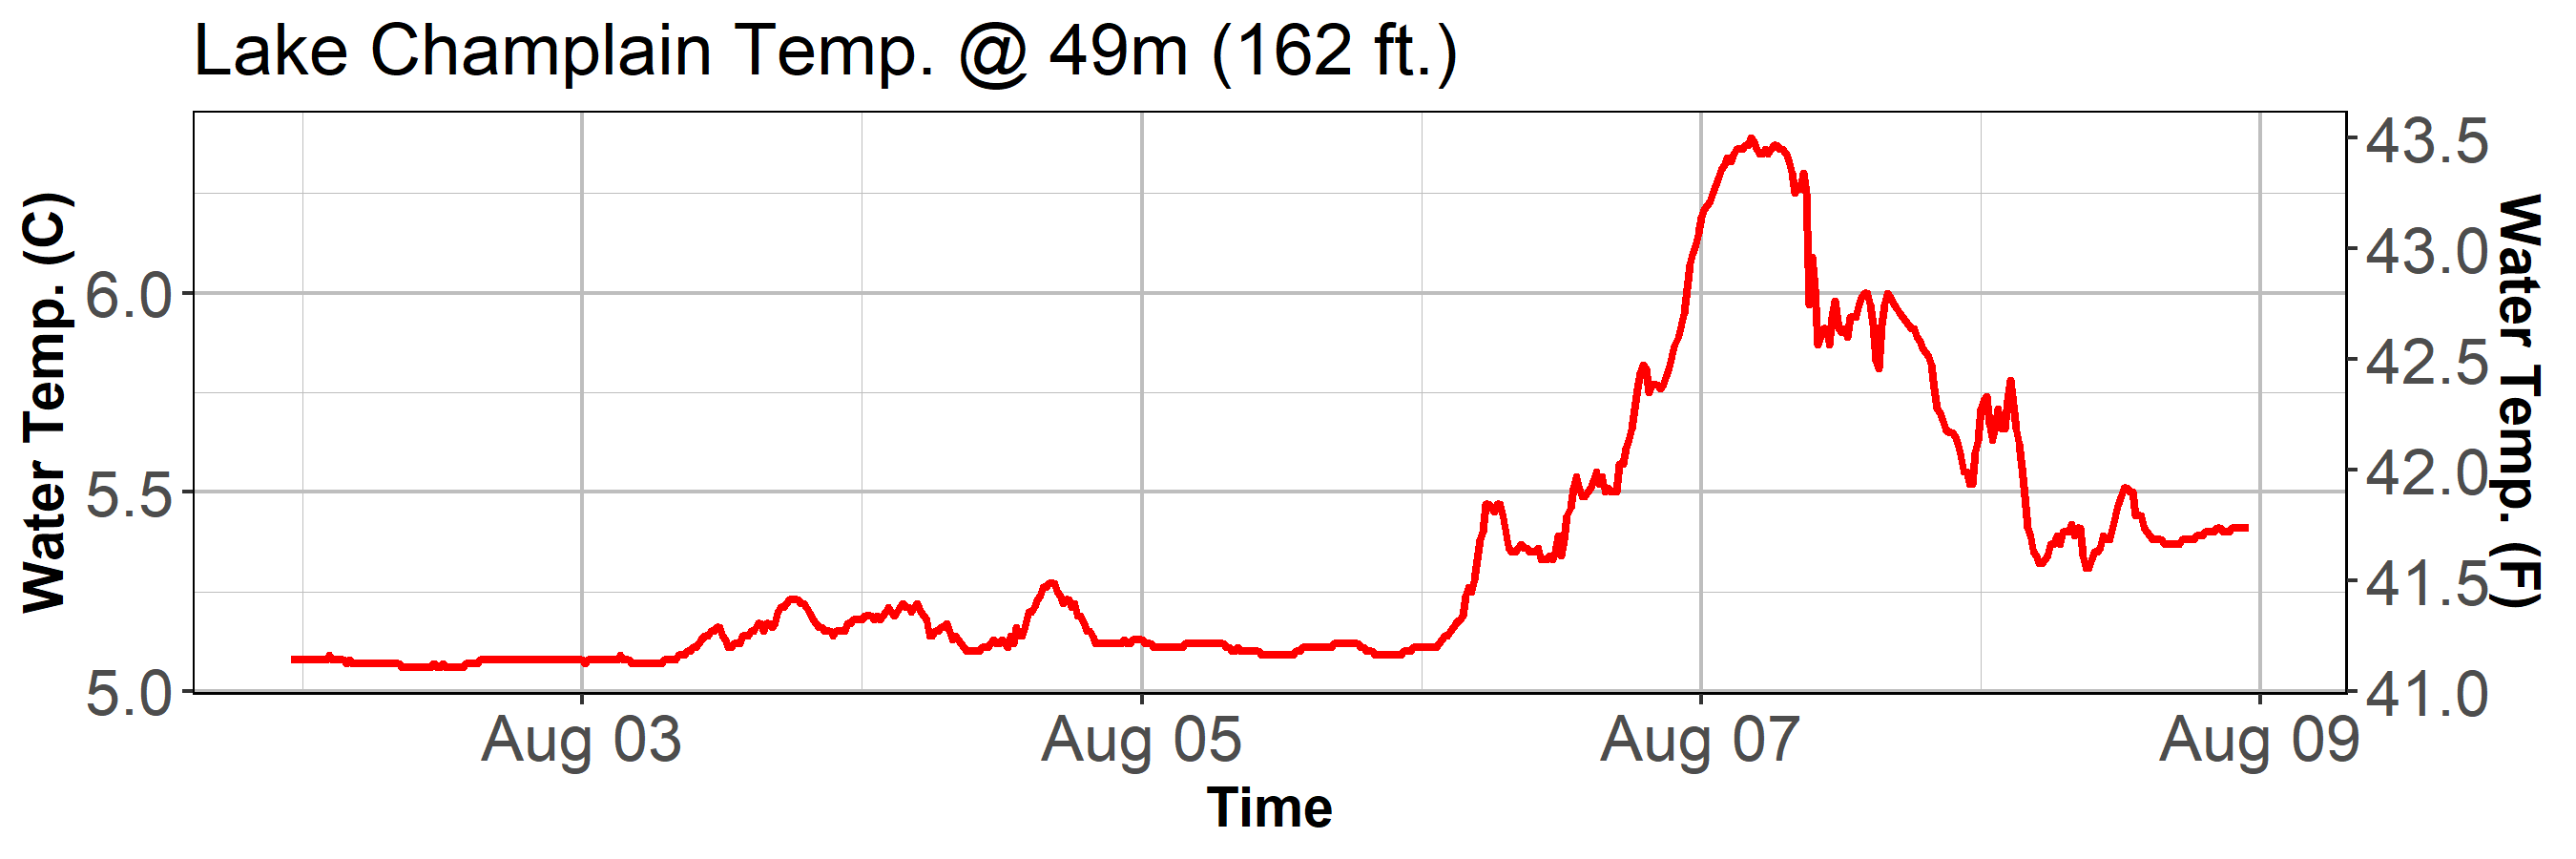 Lake Champlain Temp. @ 49m (162 ft.)
Water Temp. (C)
6.0
5.5
5.0
43.5
43.0
42.5
42.0
41.5
41.0
Water Temp. (F)
Aug 03 Aug 05 Aug 07 Aug 09
Time